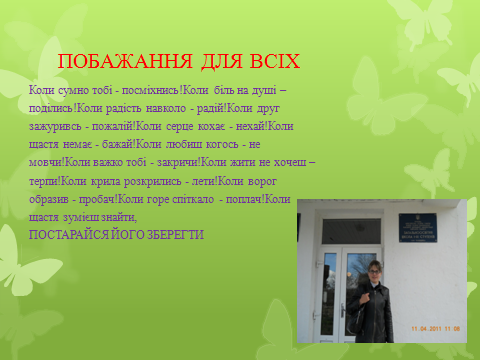 ПОБАЖАННЯ ДЛЯ ВСІХ
Коли сумно тобі - посміхнись!Коли біль на душі –
поділись!Коли радість навколо - радій!Коли друг
зажуривсь - пожалій!Коли серце кохає - нехай!Коли
щастя немає - бажай!Коли любиш когось - не
мовчи!Коли важко тобі - закричи!Коли жити не хочеш –
терпи!Коли крила розкрились - лети!Коли ворог
образив - пробач!Коли горе спіткало - поплач!Коли
щастя зумієш знайти,
ПОСТАРАЙСЯ ЙОГО ЗБЕРЕГТИ
11 04 2011 11 08